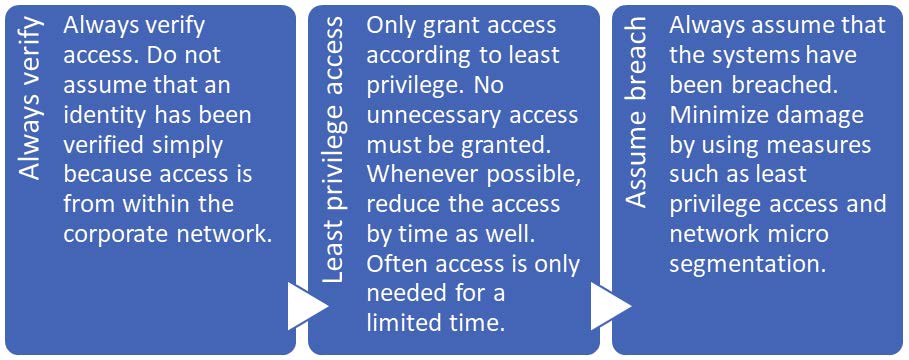 Always verify
Always verify
access. Do not
assume that an
identity has been
verified simply
because access is
from within the
corporate network.
Least privilege access
Only grant access
according to least
privilege. No
unnecessary access
must be granted.
Whenever possible,
reduce the access
by time as well.
Often access is only
needed for a
limited time.
Assume breach
Always assume that
the systems have
been breached.
Minimize damage
by using measures
such as least
privilege access and
network micro
segmentation.